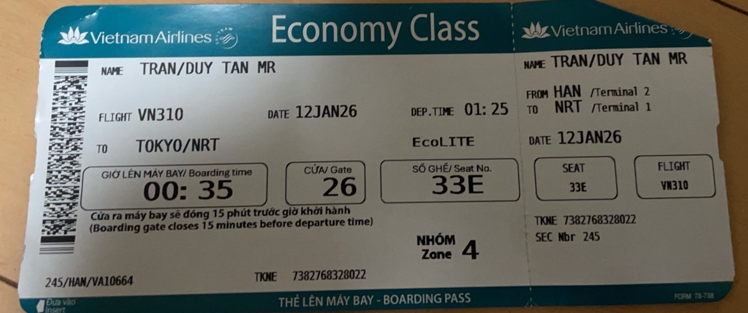 Vietnam Airlines
Economy Class
NAME TRAN/DUY TAN MR
FLIGHT VN310 DATE 12JAN26 DEP.TIME 01:25
TO TOKYO/NRT EcoLITE
GIỜ LÊN MÁY BAY/ Boarding time
00:35
CỬA/ Gate
26
SỐ GHẾ/ Seat No.
33E
Cửa ra máy bay sẽ đóng 15 phút trước giờ khởi hành
(Boarding gate closes 15 minutes before departure time)
NHÓM
Zone 4
245/HAN/VA10664 TKNE 7382768328022
Đưa vào
Insert
THẺ LÊN MÁY BAY - BOARDING PASS
Vietnam Airlines
NAME TRAN/DUY TAN MR
FROM HAN /Terminal 2
TO NRT /Terminal 1
DATE 12JAN26
SEAT
33E
FLIGHT
VN310
TKNE 7382768328022
SEC Nbr 245